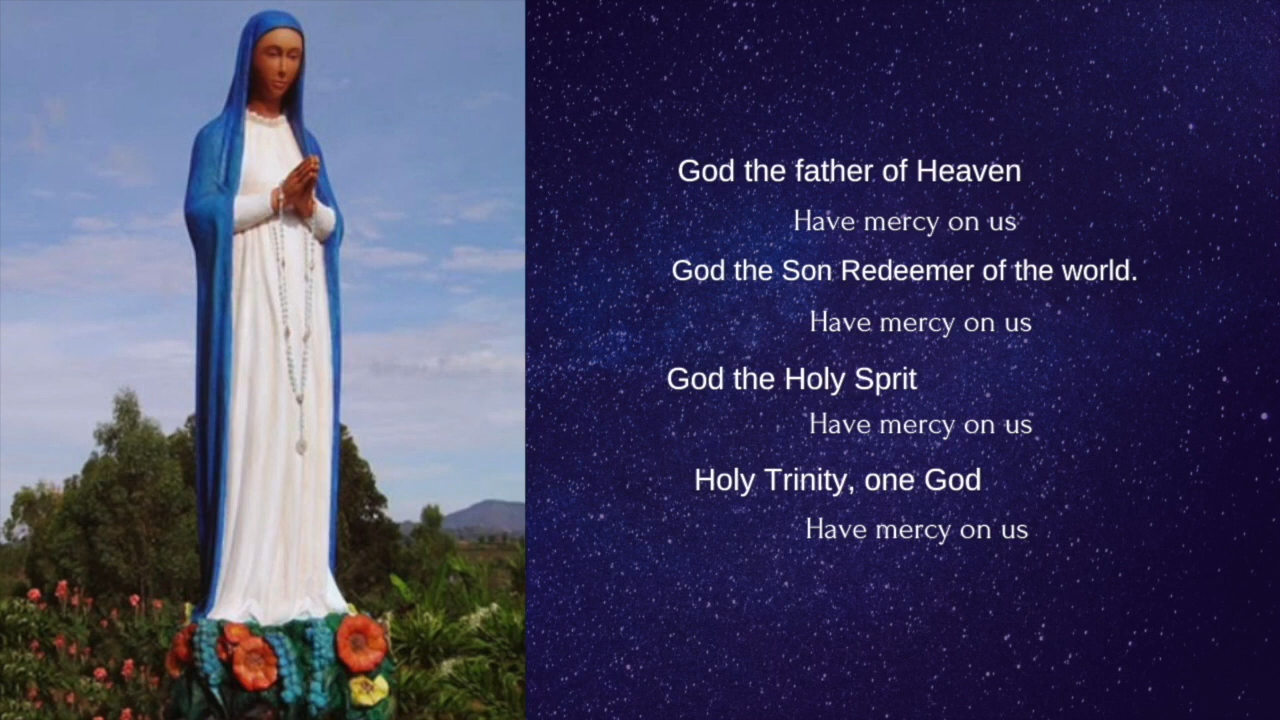 God the father of Heaven
Have mercy on us
God the Son Redeemer of the world.
Have mercy on us
God the Holy Sprit
Have mercy on us
Holy Trinity, one God
Have mercy on us